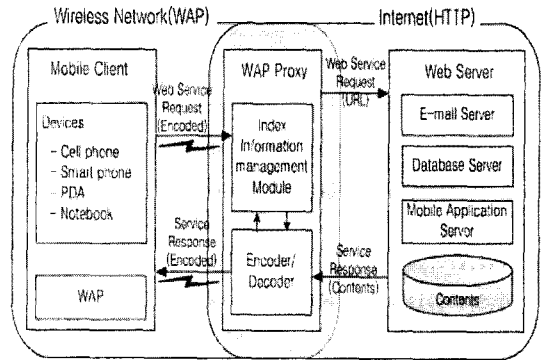 Wireless Network(WAP)
Internet(HTTP)
Mobile Client
Devices
- Cell phone
- Smart phone
- PDA
- Notebook
WAP
Web Service
Request
(Encoded)
Service
Response
(Encoded)
WAP Proxy
Index
Information
management
Module
Encoder/
Decoder
Web Service
Request
(URL)
Service
Response
(Contents)
Web Server
E-mail Server
Database Server
Mobile Application
Server
Contents